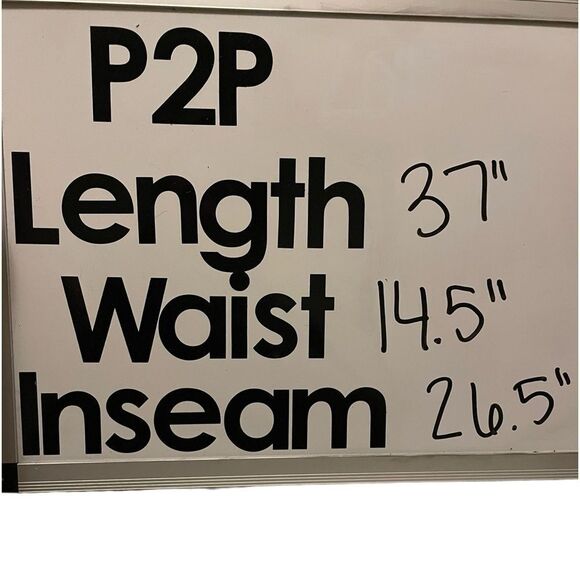 P2P
Length 37"
Waist 14.5"
Inseam 26.5"